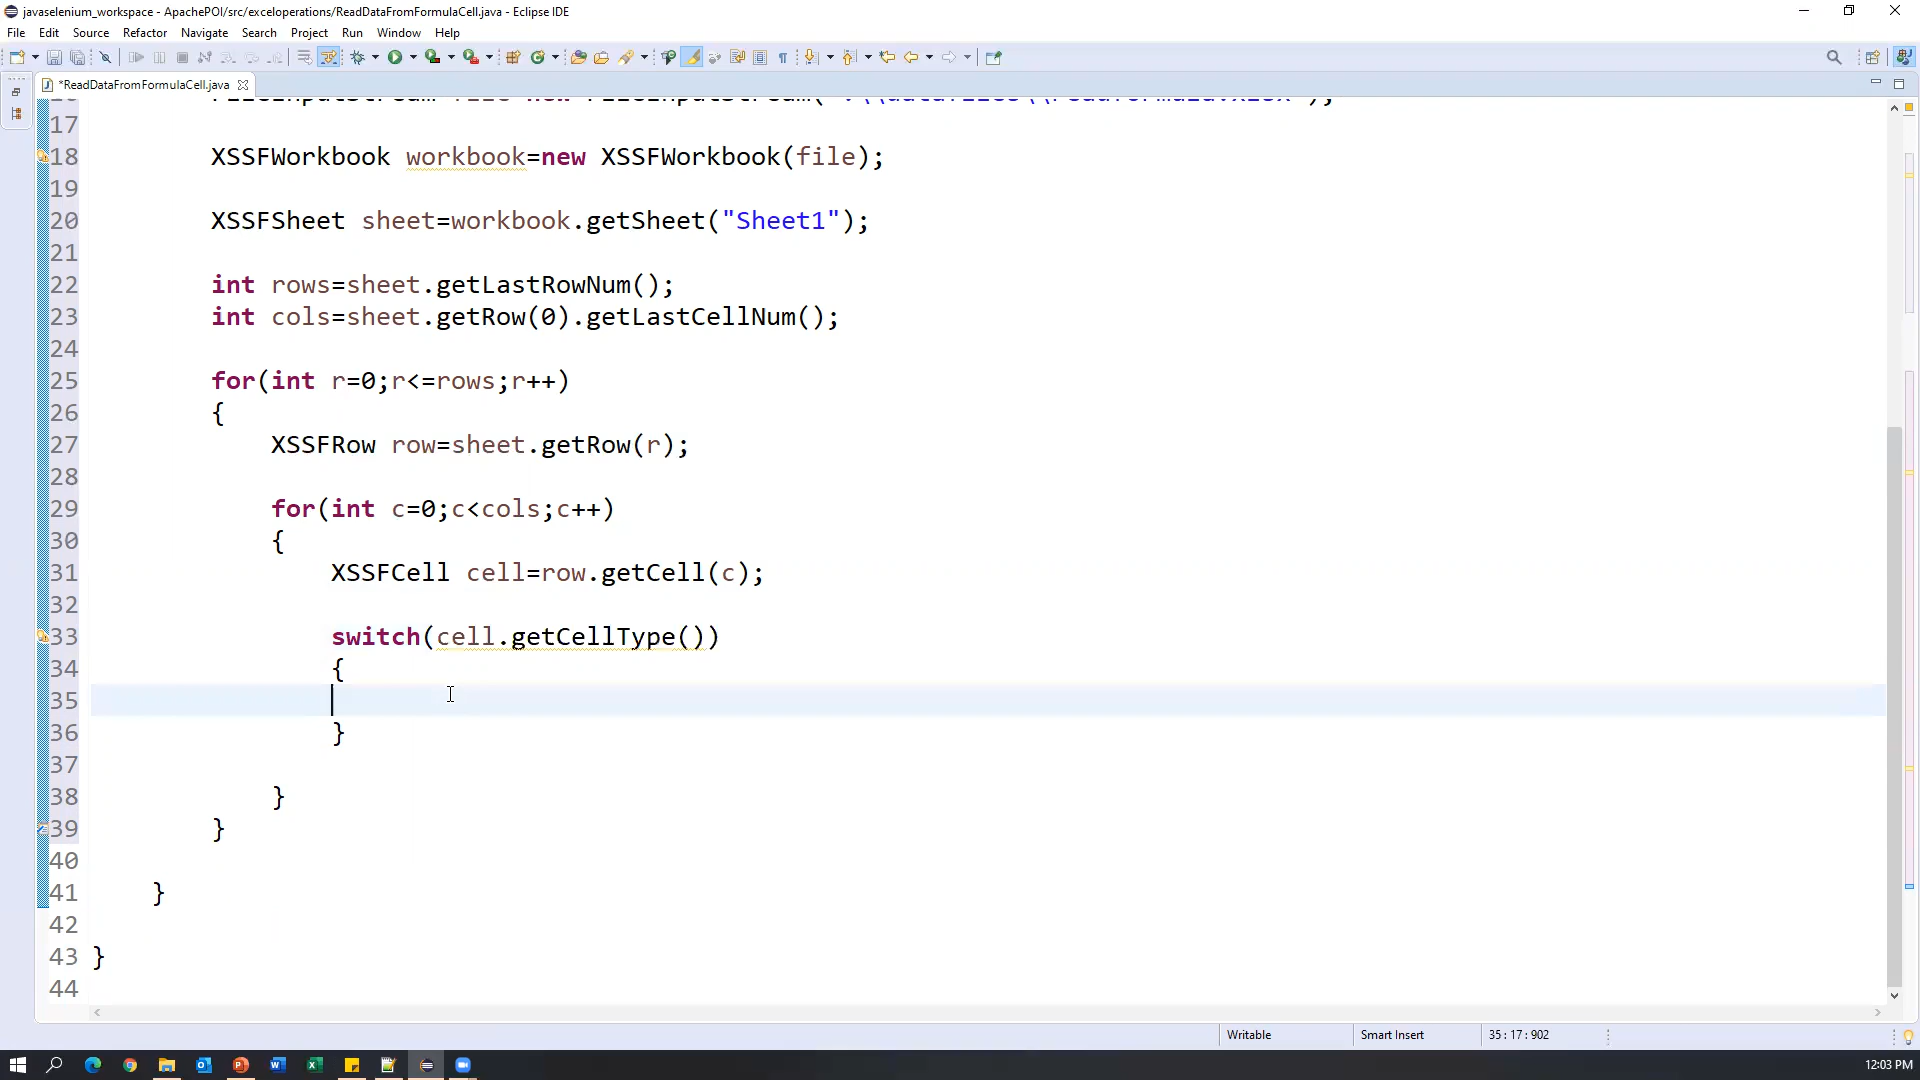 javaselenium_workspace - ApachePOI/src/exceloperations/ReadDataFromFormulaCell.java - Eclipse IDE
File Edit Source Refactor Navigate Search Project Run Window Help
*ReadDataFromFormulaCell.java
17
18 XSSFWorkbook workbook=new XSSFWorkbook(file);
19
20 XSSFSheet sheet=workbook.getSheet("Sheet1");
21
22 int rows=sheet.getLastRowNum();
23 int cols=sheet.getRow(0).getLastCellNum();
24
25 for(int r=0;r<=rows;r++)
26 {
27 XSSFRow row=sheet.getRow(r);
28
29 for(int c=0;c<cols;c++)
30 {
31 XSSFCell cell=row.getCell(c);
32
33 switch(cell.getCellType())
34 {
35
36 }
37
38 }
39 }
40
41 }
42
43 }
44
Writable Smart Insert 35 : 17 : 902
12:03 PM